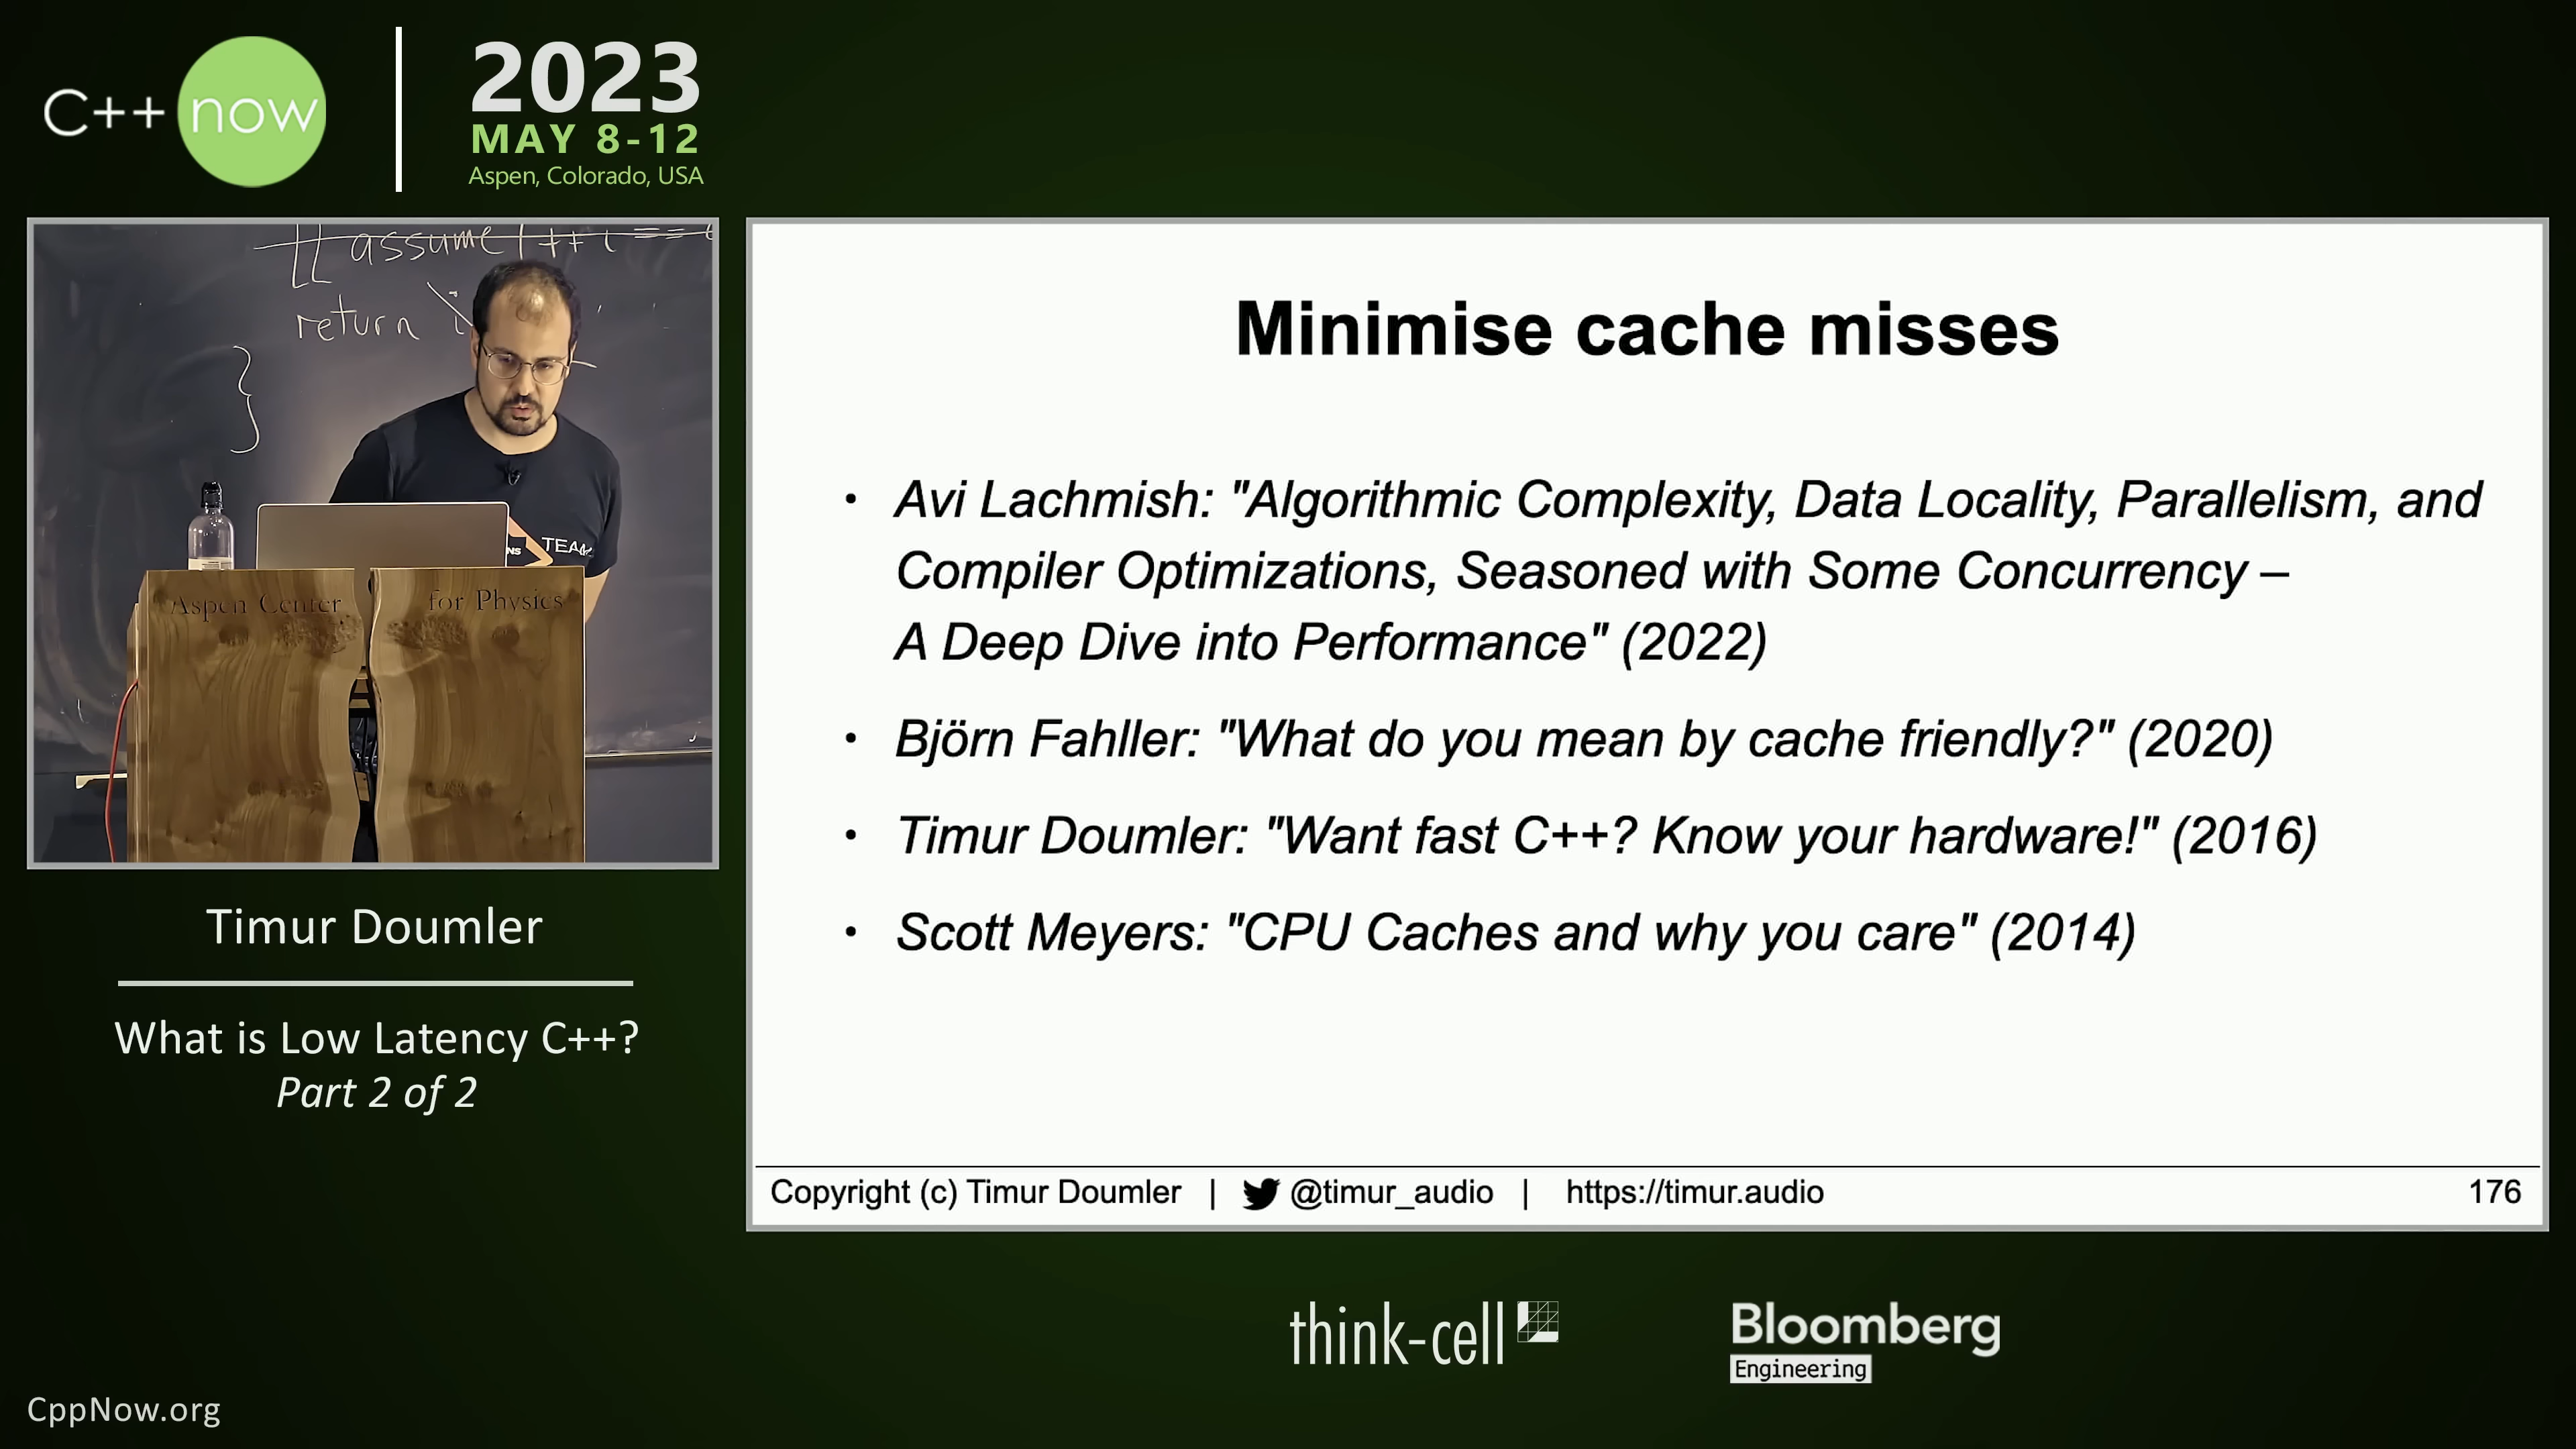 C++ now
2023
MAY 8-12
Aspen, Colorado, USA
[[ assume ( ++i ==
return i
}
NS TEAM
Aspen Center for Physics
Timur Doumler
What is Low Latency C++?
Part 2 of 2
Minimise cache misses
• Avi Lachmish: "Algorithmic Complexity, Data Locality, Parallelism, and
Compiler Optimizations, Seasoned with Some Concurrency –
A Deep Dive into Performance" (2022)
• Björn Fahller: "What do you mean by cache friendly?" (2020)
• Timur Doumler: "Want fast C++? Know your hardware!" (2016)
• Scott Meyers: "CPU Caches and why you care" (2014)
Copyright (c) Timur Doumler | @timur_audio | https://timur.audio 176
think-cell
Bloomberg
Engineering
CppNow.org